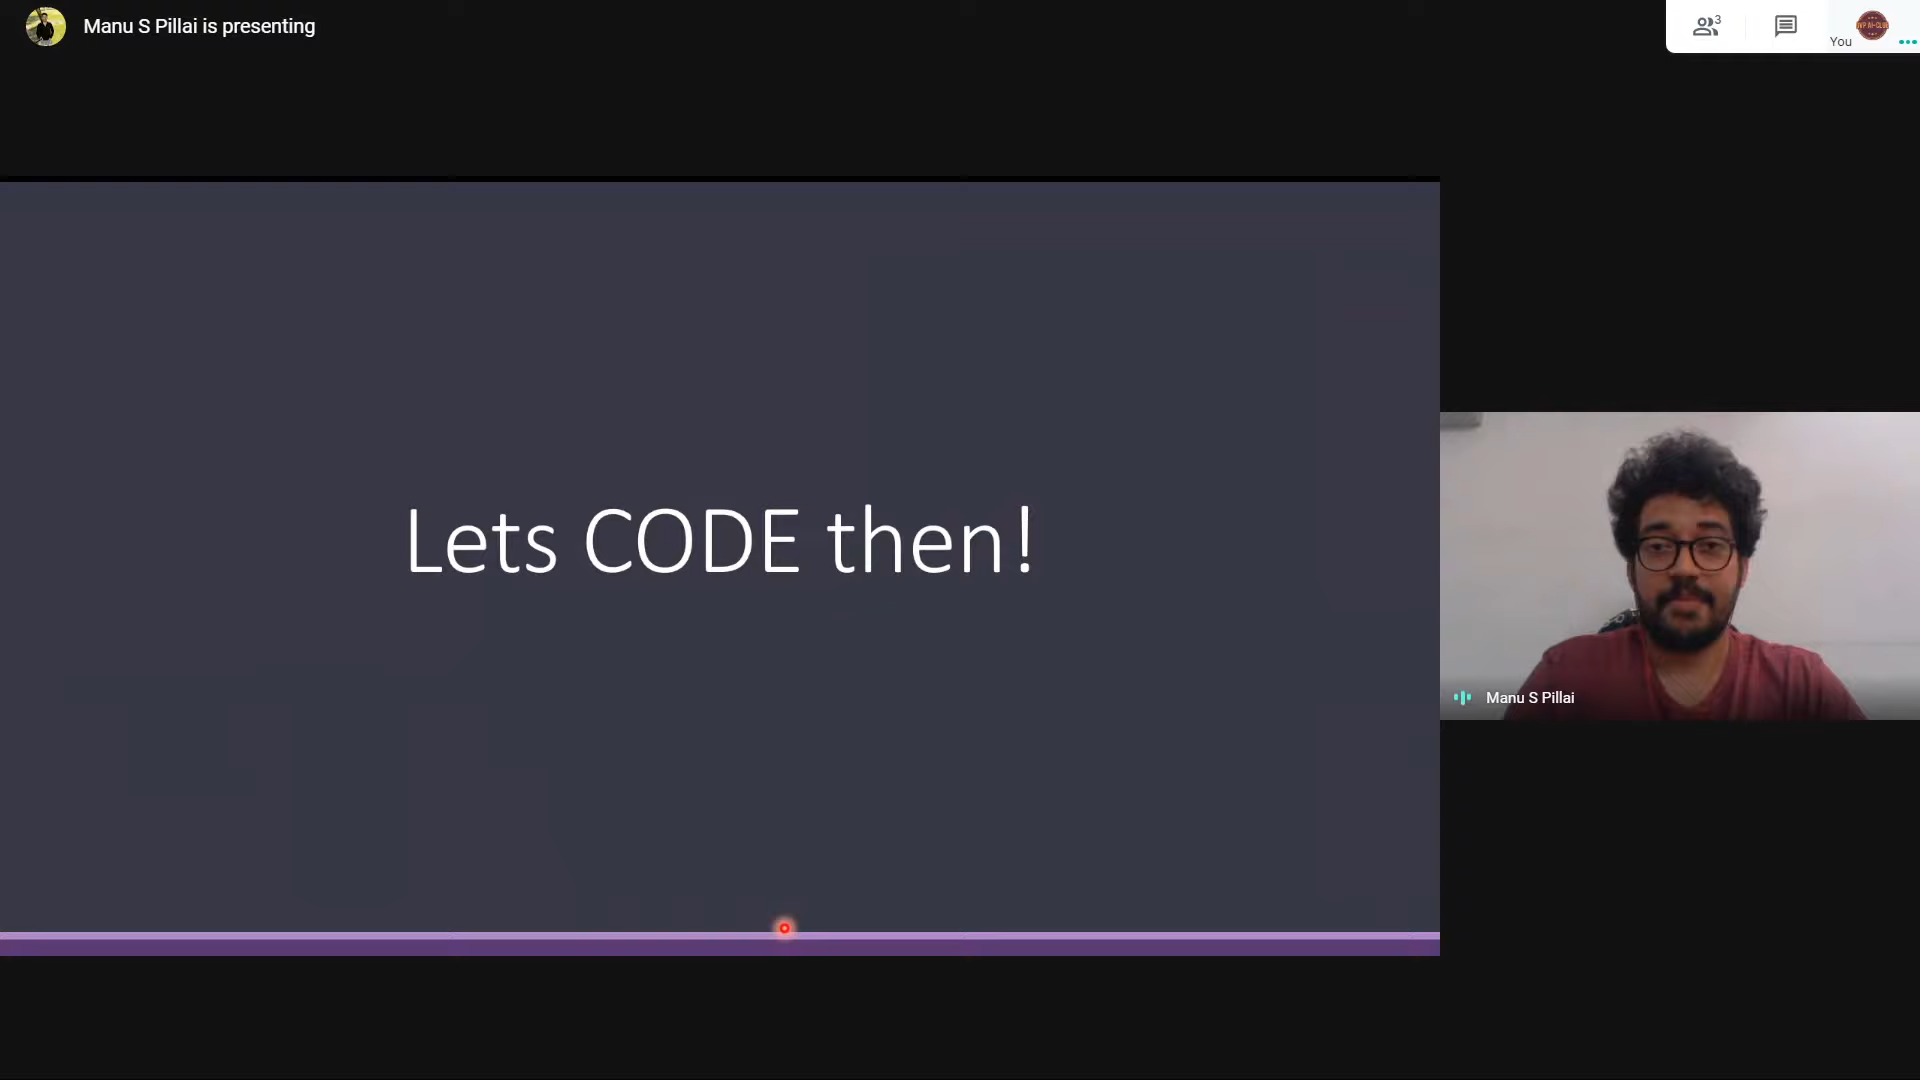 Manu S Pillai is presenting
3
You
Lets CODE then!
Manu S Pillai